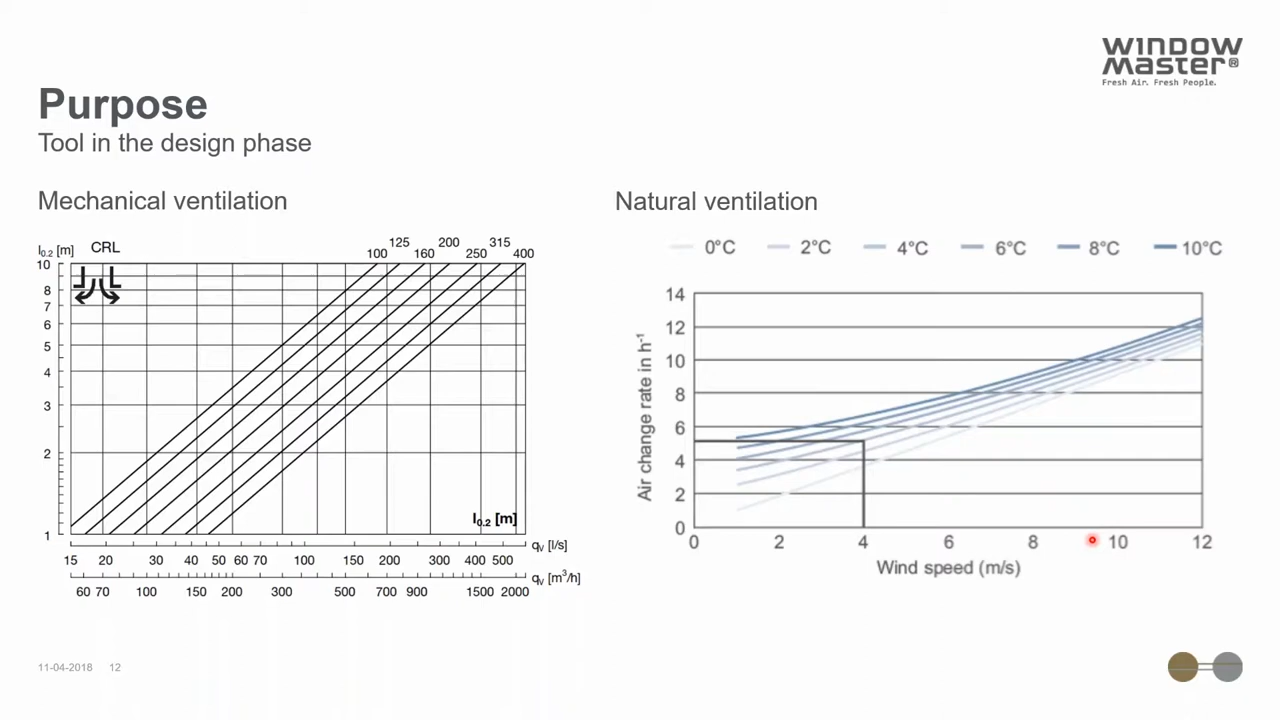 WINDOW
Master®
Fresh Air. Fresh People.
Purpose
Tool in the design phase
Mechanical ventilation
l0.2 [m] CRL
100 125 160 200 250 315 400
10
8
7
6
5
4
3
2
1
l0.2 [m]
15 20 30 40 50 60 70 100 150 200 300 400 500 qv [l/s]
60 70 100 150 200 300 500 700 900 1500 2000 qv [m³/h]
Natural ventilation
0°C 2°C 4°C 6°C 8°C 10°C
Air change rate in h⁻¹
14
12
10
8
6
4
2
0
0 2 4 6 8 10 12
Wind speed (m/s)
11-04-2018 12